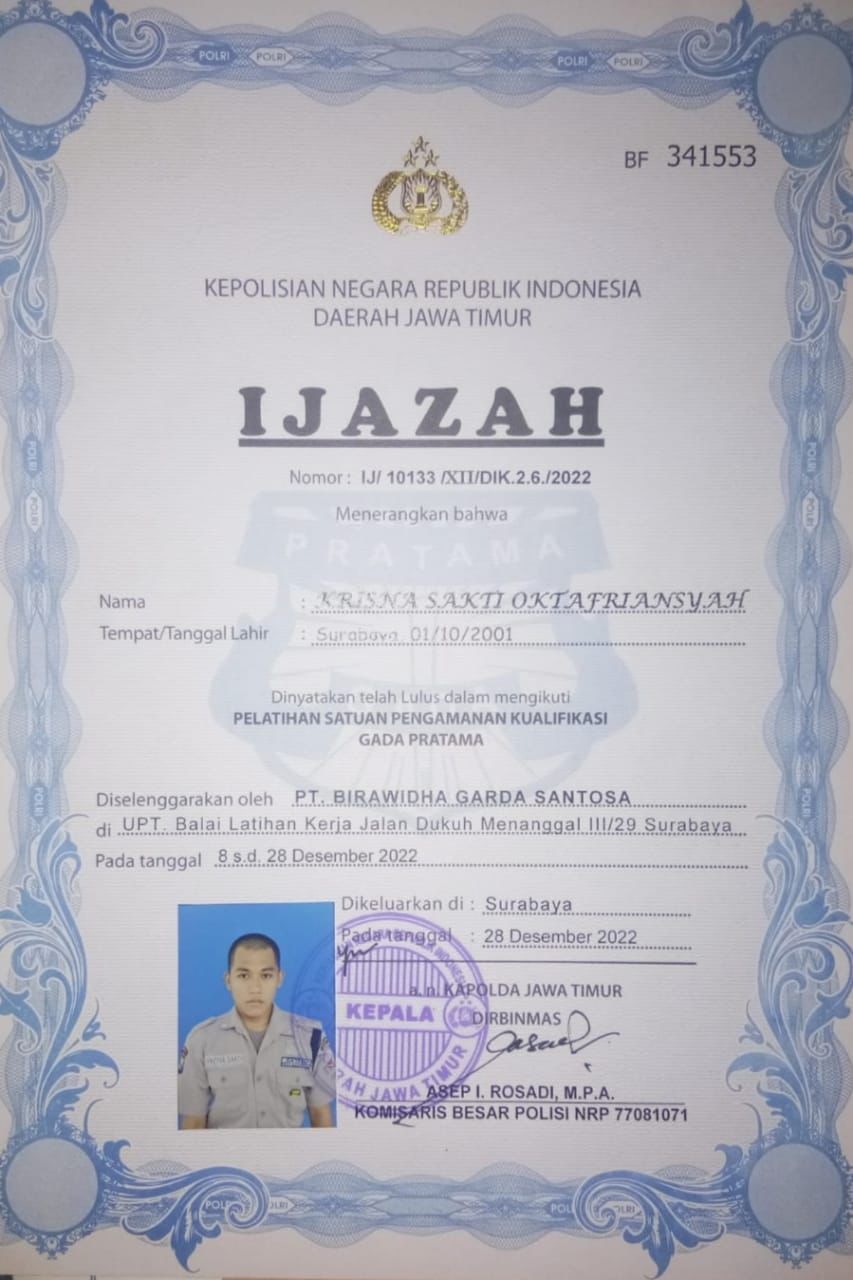 POLRI POLRI POLRI POLRI
BF 341553
KEPOLISIAN NEGARA REPUBLIK INDONESIA
DAERAH JAWA TIMUR
IJAZAH
Nomor : IJ/ 10133 /XII/DIK.2.6./2022
Menerangkan bahwa
PRATAMA
Nama : KRISNA SAKTI OKTAFRIANSYAH
Tempat/Tanggal Lahir : Surabaya, 01/10/2001
Dinyatakan telah Lulus dalam mengikuti
PELATIHAN SATUAN PENGAMANAN KUALIFIKASI
GADA PRATAMA
Diselenggarakan oleh PT. BIRAWIDHA GARDA SANTOSA
di UPT. Balai Latihan Kerja Jalan Dukuh Menanggal III/29 Surabaya
Pada tanggal 8 s.d. 28 Desember 2022
Dikeluarkan di : Surabaya
Pada tanggal : 28 Desember 2022
a. n. KAPOLDA JAWA TIMUR
DIRBINMAS
KEPALA
JAWA TIMUR
ASEP I. ROSADI, M.P.A.
KOMISARIS BESAR POLISI NRP 77081071
POLRI POLRI POLRI POLRI